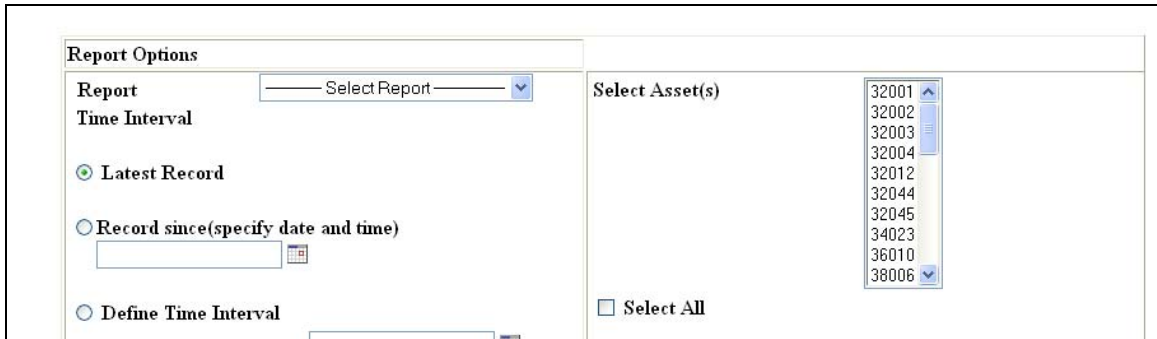 Report Options
Report
Select Report
Time Interval
Latest Record
Record since(specify date and time)
Define Time Interval
Select Asset(s)
32001
32002
32003
32004
32012
32044
32045
34023
36010
38006
Select All